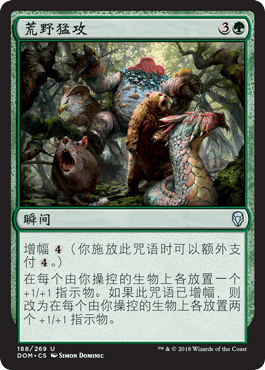 荒野猛攻 3
瞬间
增幅 4（你施放此咒语时可以额外支
付 4。）
在每个由你操控的生物上各放置一个
+1/+1 指示物。如果此咒语已增幅，则
改为在每个由你操控的生物上各放置两
个 +1/+1 指示物。
188/269 U
DOM • CS SIMON DOMINIC
™ & © 2018 Wizards of the Coast